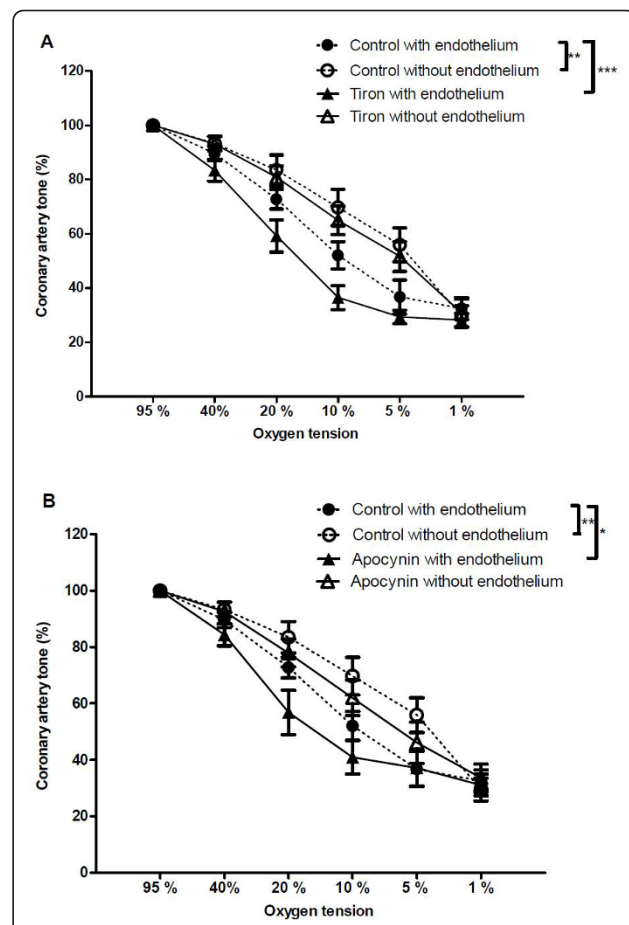 A
Control with endothelium
Control without endothelium
Tiron with endothelium
Tiron without endothelium
**
***
120
100
80
60
40
20
0
Coronary artery tone (%)
95 %
40%
20 %
10 %
5 %
1 %
Oxygen tension
B
Control with endothelium
Control without endothelium
Apocynin with endothelium
Apocynin without endothelium
**
*
120
100
80
60
40
20
0
Coronary artery tone (%)
95 %
40%
20 %
10 %
5 %
1 %
Oxygen tension